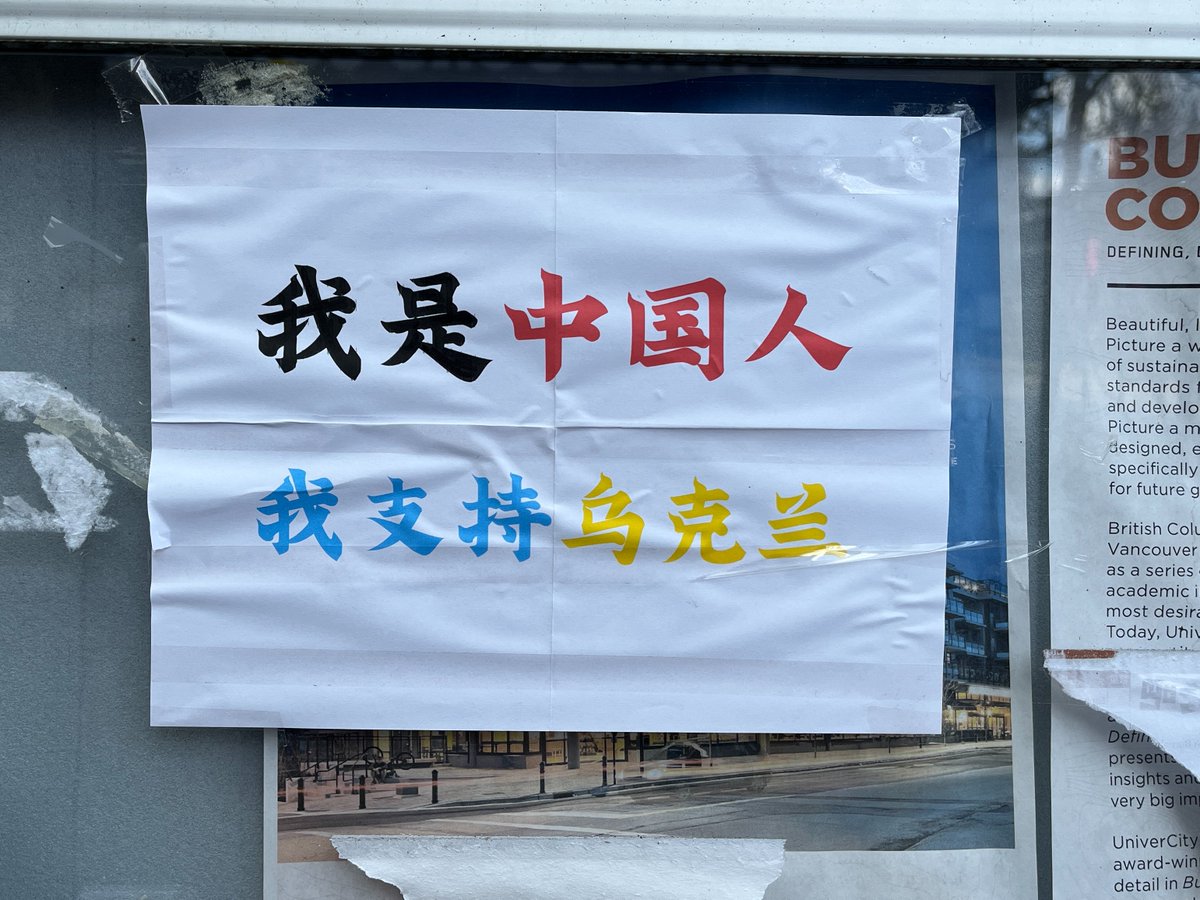 我是中国人
我支持乌克兰
BU
CO
DEFINING,
Beautiful,
Picture a w
of sustaina
standards f
and develo
Picture a m
designed, e
specifically
for future g
British Colu
Vancouver
as a series
academic i
most desira
Today, Univ
Defin
presents
insights and
very big imp
UniverCity
award-win
detail in Bu